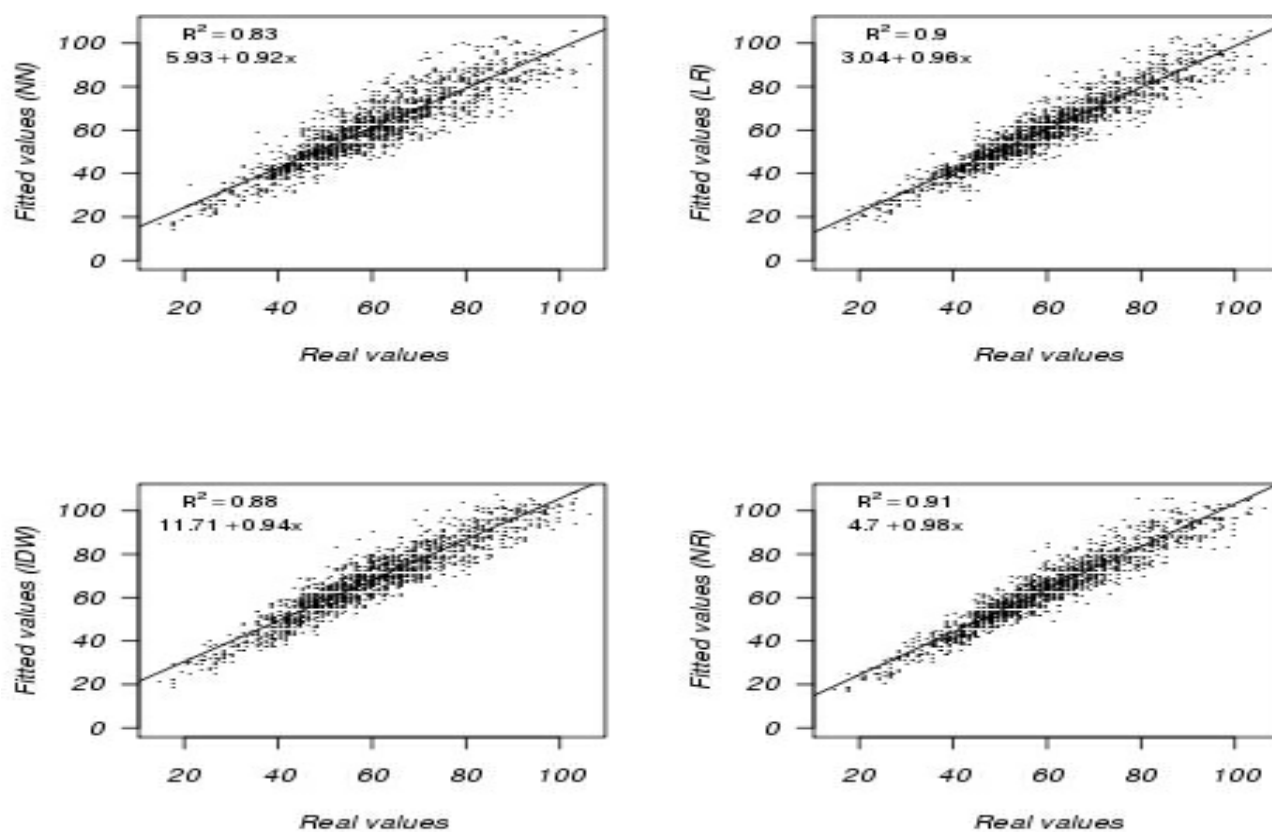 R² = 0.83
5.93 + 0.92x
Fitted values (NN)
100
80
60
40
20
0
20 40 60 80 100
Real values
R² = 0.9
3.04 + 0.96x
Fitted values (LR)
100
80
60
40
20
0
20 40 60 80 100
Real values
R² = 0.88
11.71 + 0.94x
Fitted values (IDW)
100
80
60
40
20
0
20 40 60 80 100
Real values
R² = 0.91
4.7 + 0.98x
Fitted values (NR)
100
80
60
40
20
0
20 40 60 80 100
Real values